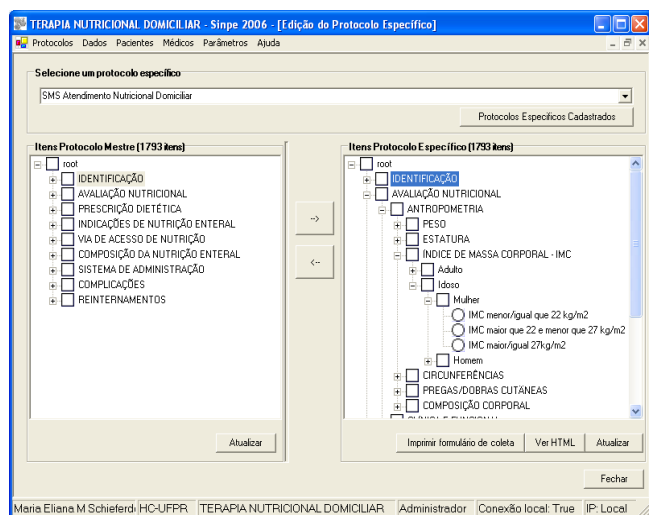 TERAPIA NUTRICIONAL DOMICILIAR - Sinpe 2006 - [Edição do Protocolo Específico]
Protocolos Dados Pacientes Médicos Parâmetros Ajuda
Selecione um protocolo específico
SMS Atendimento Nutricional Domiciliar
Protocolos Especificos Cadastrados
Itens Protocolo Mestre (1793 itens)
root
IDENTIFICAÇÃO
AVALIAÇÃO NUTRICIONAL
PRESCRIÇÃO DIETÉTICA
INDICAÇÕES DE NUTRIÇÃO ENTERAL
VIA DE ACESSO DE NUTRIÇÃO
COMPOSIÇÃO DA NUTRIÇÃO ENTERAL
SISTEMA DE ADMINISTRAÇÃO
COMPLICAÇÕES
REINTERNAMENTOS
Atualizar
-->
<--
Itens Protocolo Específico (1793 itens)
root
IDENTIFICAÇÃO
AVALIAÇÃO NUTRICIONAL
ANTROPOMETRIA
PESO
ESTATURA
ÍNDICE DE MASSA CORPORAL - IMC
Adulto
Idoso
Mulher
IMC menor/igual que 22 kg/m2
IMC maior que 22 e menor que 27 kg/m2
IMC maior/igual 27kg/m2
Homem
CIRCUNFERÊNCIAS
PREGAS/DOBRAS CUTÂNEAS
COMPOSIÇÃO CORPORAL
Imprimir formulário de coleta Ver HTML Atualizar
Fechar
Maria Eliana M Schieferd HC-UFPR TERAPIA NUTRICIONAL DOMICILIAR Administrador Conexão local: True IP: Local